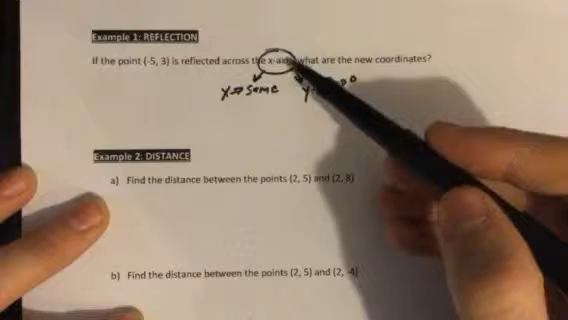 Example 1: REFLECTION
If the point (-5, 3) is reflected across the x-axis what are the new coordinates?
x → same y
Example 2: DISTANCE
a) Find the distance between the points (2, 5) and (2, 8)
b) Find the distance between the points (2, 5) and (2, -4)